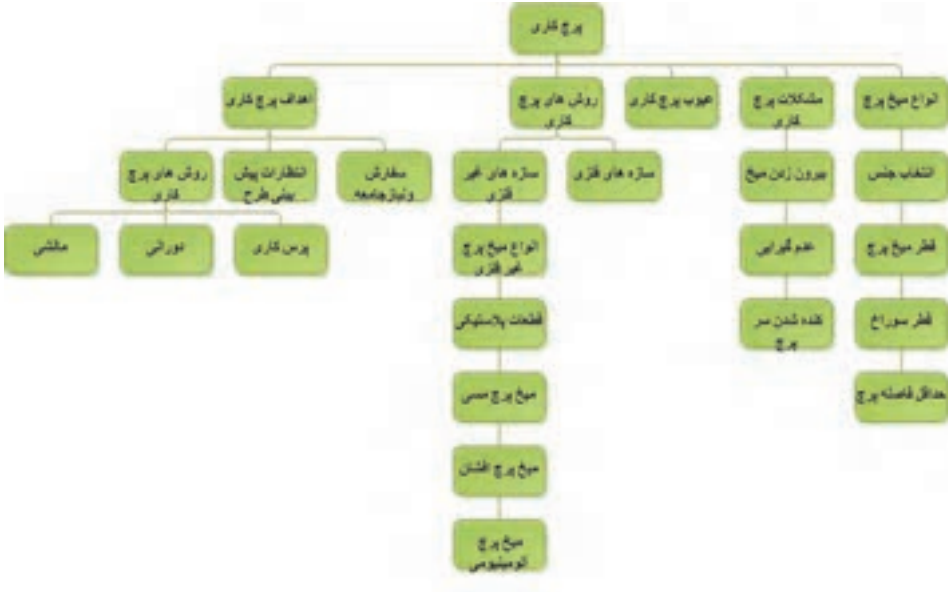 پرچ کاری
انواع میخ پرچ
مشکلات پرچ
کاری
عیوب پرچ کاری
روش های پرچ
کاری
اهداف پرچ کاری
انتخاب جنس
بیرون زدن میخ
سازه های فلزی
سازه های غیر
فلزی
سفارش
ونیازجامعه
انتظارات پیش
بینی طرح
روش های پرچ
کاری
قطر میخ پرچ
عدم گیرایی
انواع میخ پرچ
غیر فلزی
پرس کاری
دورانی
مالشی
قطر سوراخ
کنده شدن سر
پرچ
قطعات پلاستیکی
حداقل فاصله پرچ
میخ پرچ مسی
میخ پرچ افشان
میخ پرچ
آلومینیومی